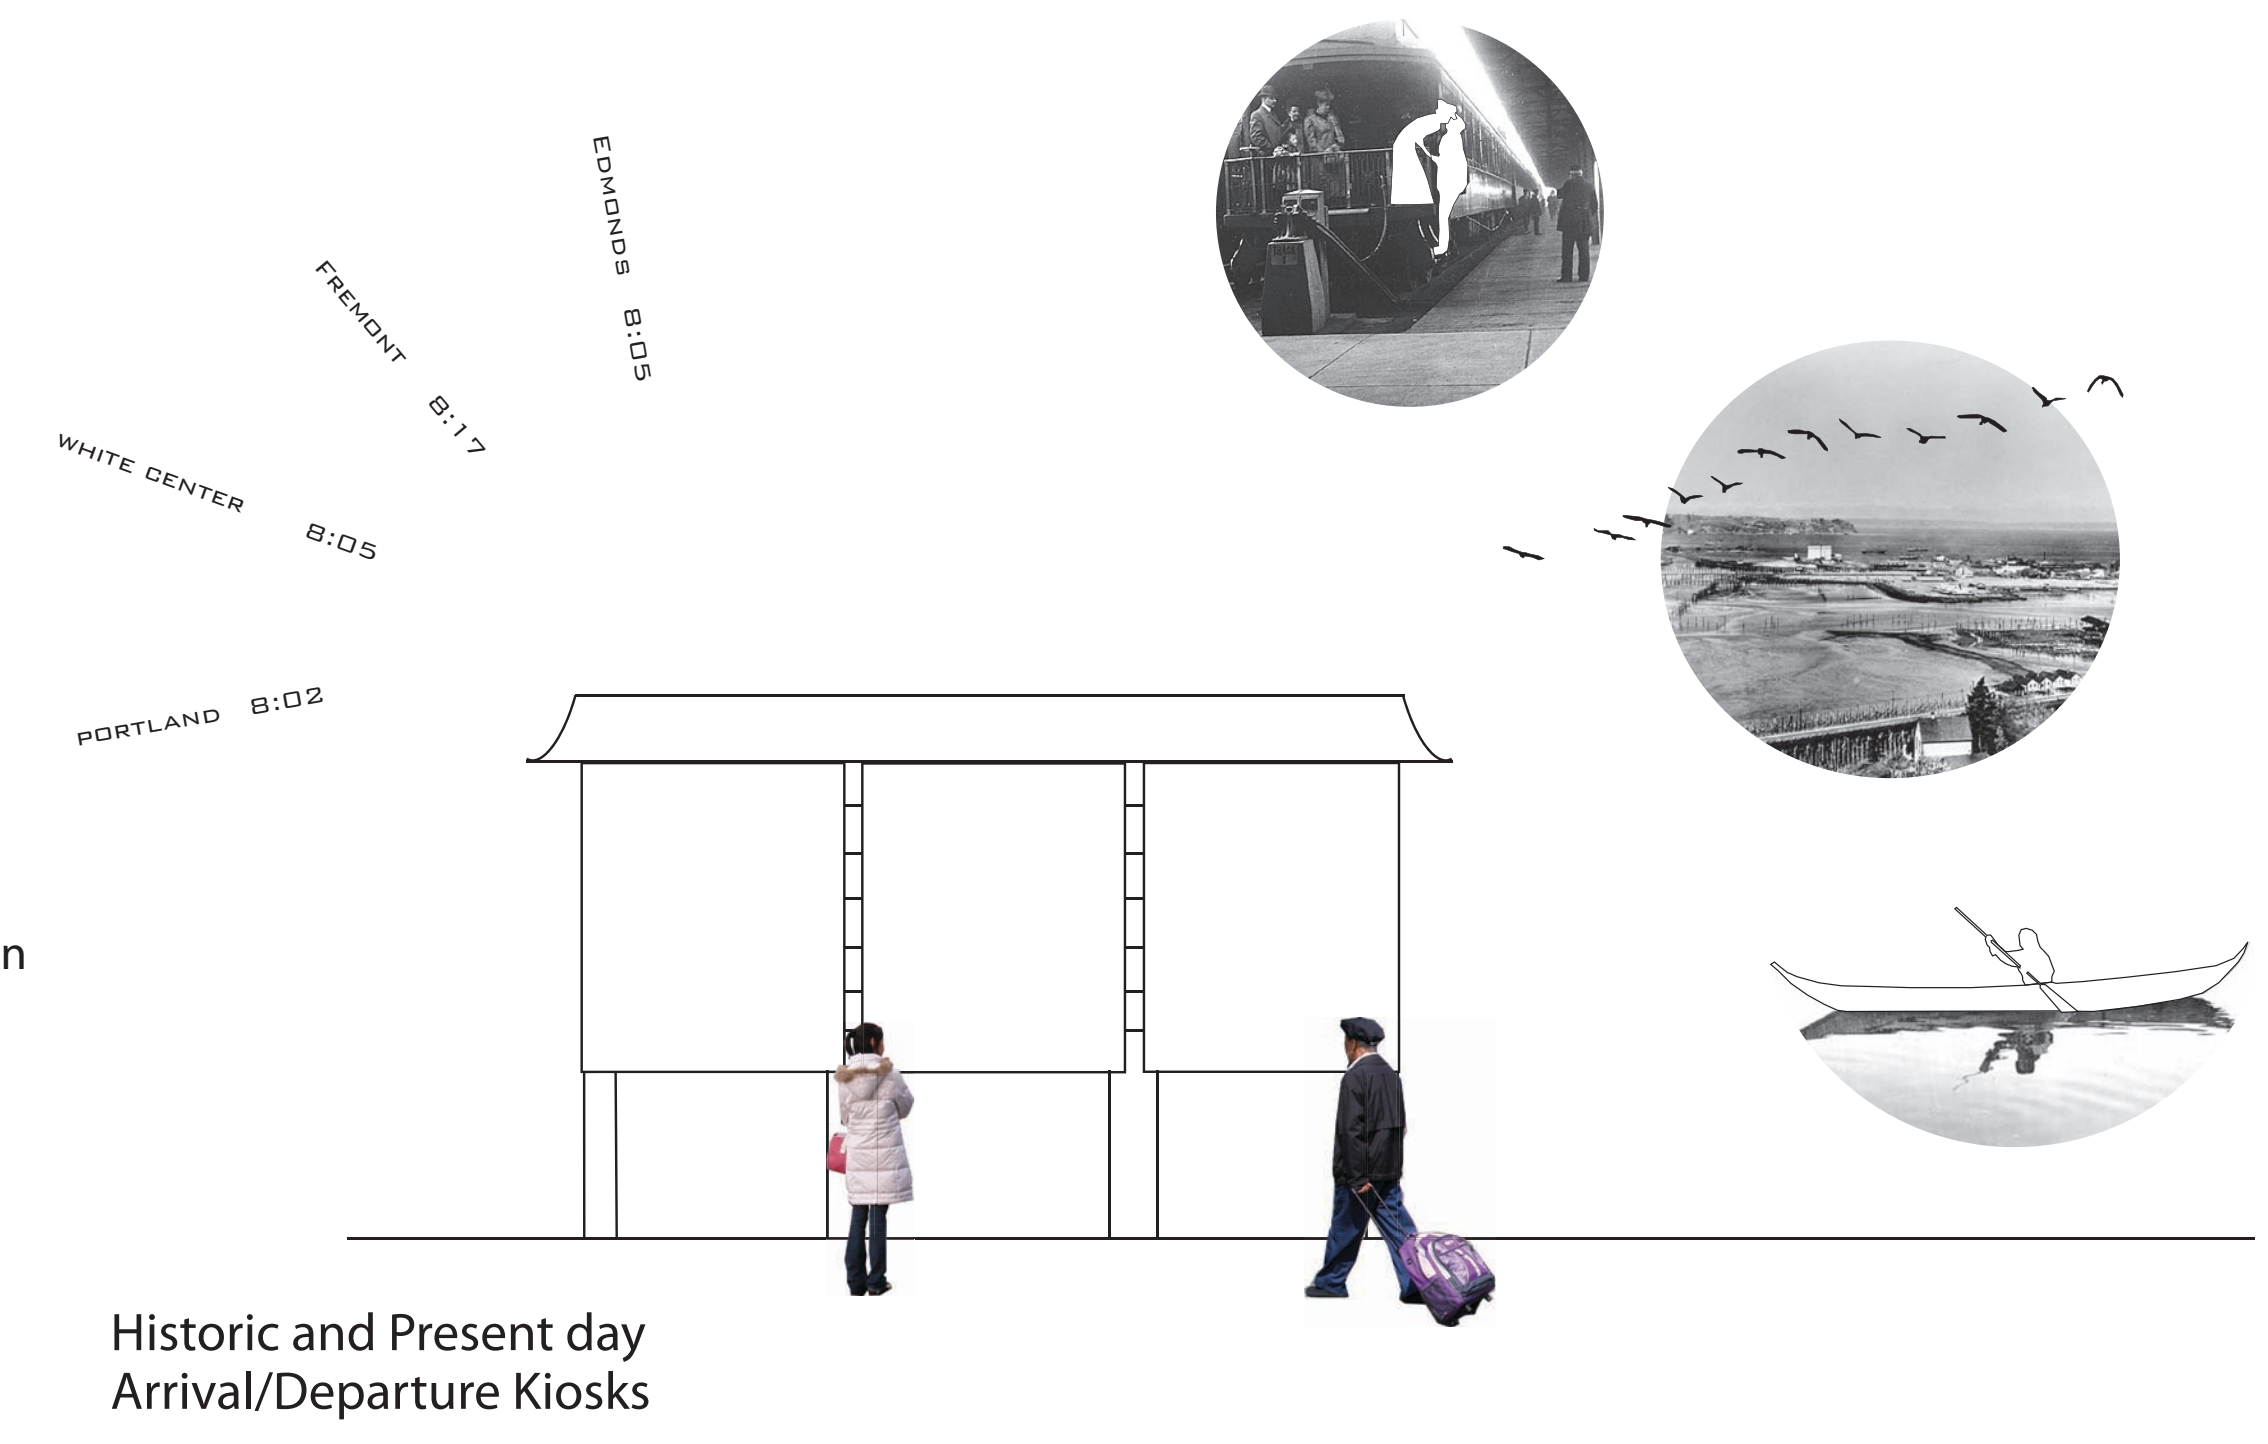 Edmonds 8:05
Fremont 8:17
White Center 8:05
Portland 8:02
n
Historic and Present day
Arrival/Departure Kiosks